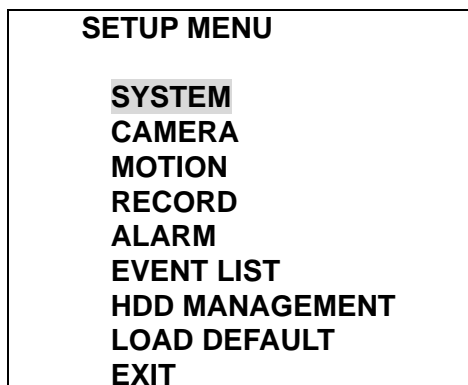 SETUP MENU
SYSTEM
CAMERA
MOTION
RECORD
ALARM
EVENT LIST
HDD MANAGEMENT
LOAD DEFAULT
EXIT